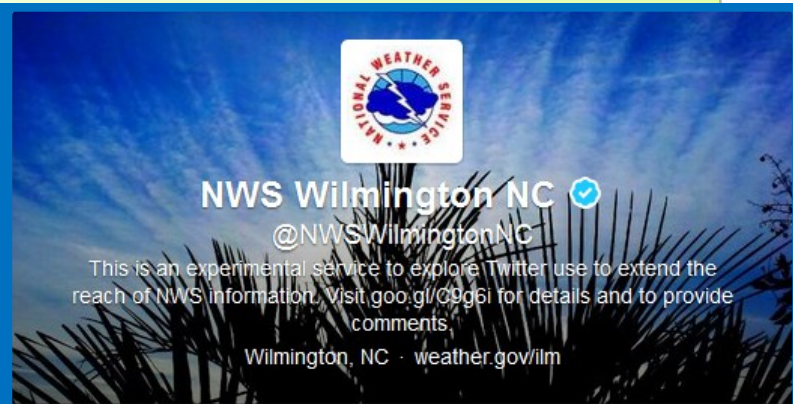 NATIONAL WEATHER SERVICE
NWS Wilmington NC
@NWSWilmingtonNC
This is an experimental service to explore Twitter use to extend the
reach of NWS information. Visit goo.gl/C9g6i for details and to provide
comments.
Wilmington, NC · weather.gov/ilm